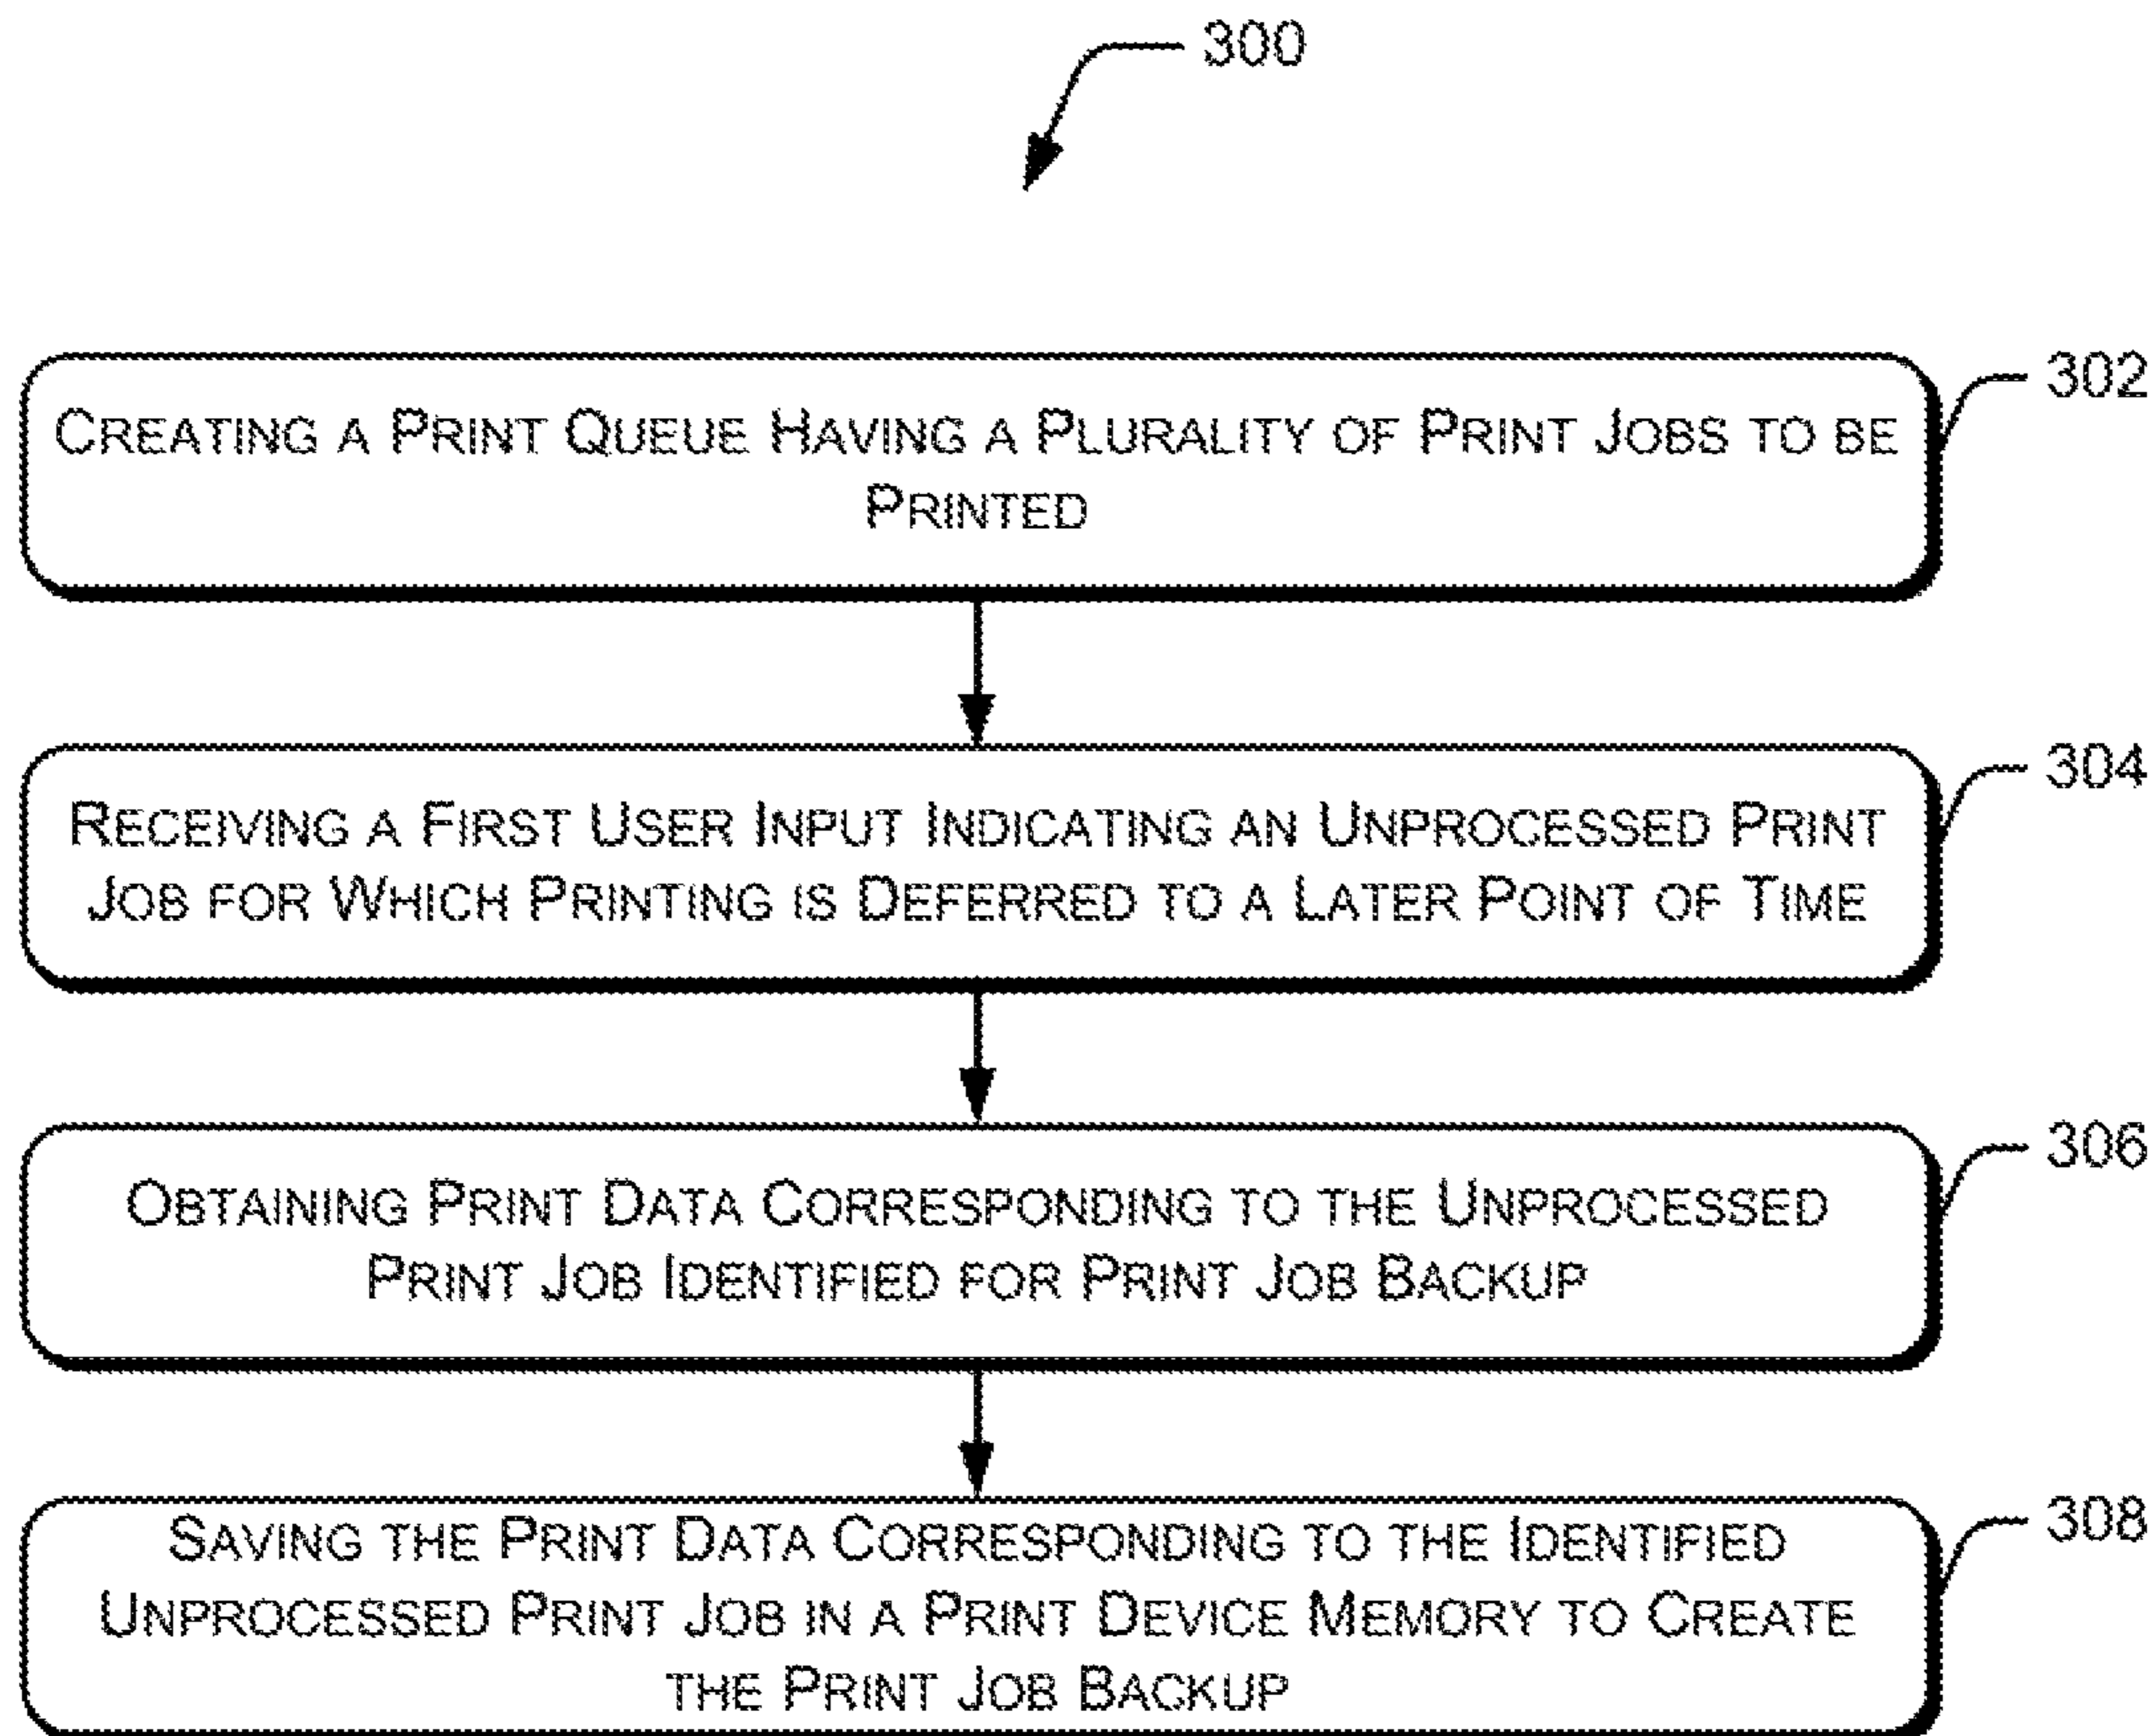 300
302
CREATING A PRINT QUEUE HAVING A PLURALITY OF PRINT JOBS TO BE
PRINTED
304
RECEIVING A FIRST USER INPUT INDICATING AN UNPROCESSED PRINT
JOB FOR WHICH PRINTING IS DEFERRED TO A LATER POINT OF TIME
306
OBTAINING PRINT DATA CORRESPONDING TO THE UNPROCESSED
PRINT JOB IDENTIFIED FOR PRINT JOB BACKUP
308
SAVING THE PRINT DATA CORRESPONDING TO THE IDENTIFIED
UNPROCESSED PRINT JOB IN A PRINT DEVICE MEMORY TO CREATE
THE PRINT JOB BACKUP